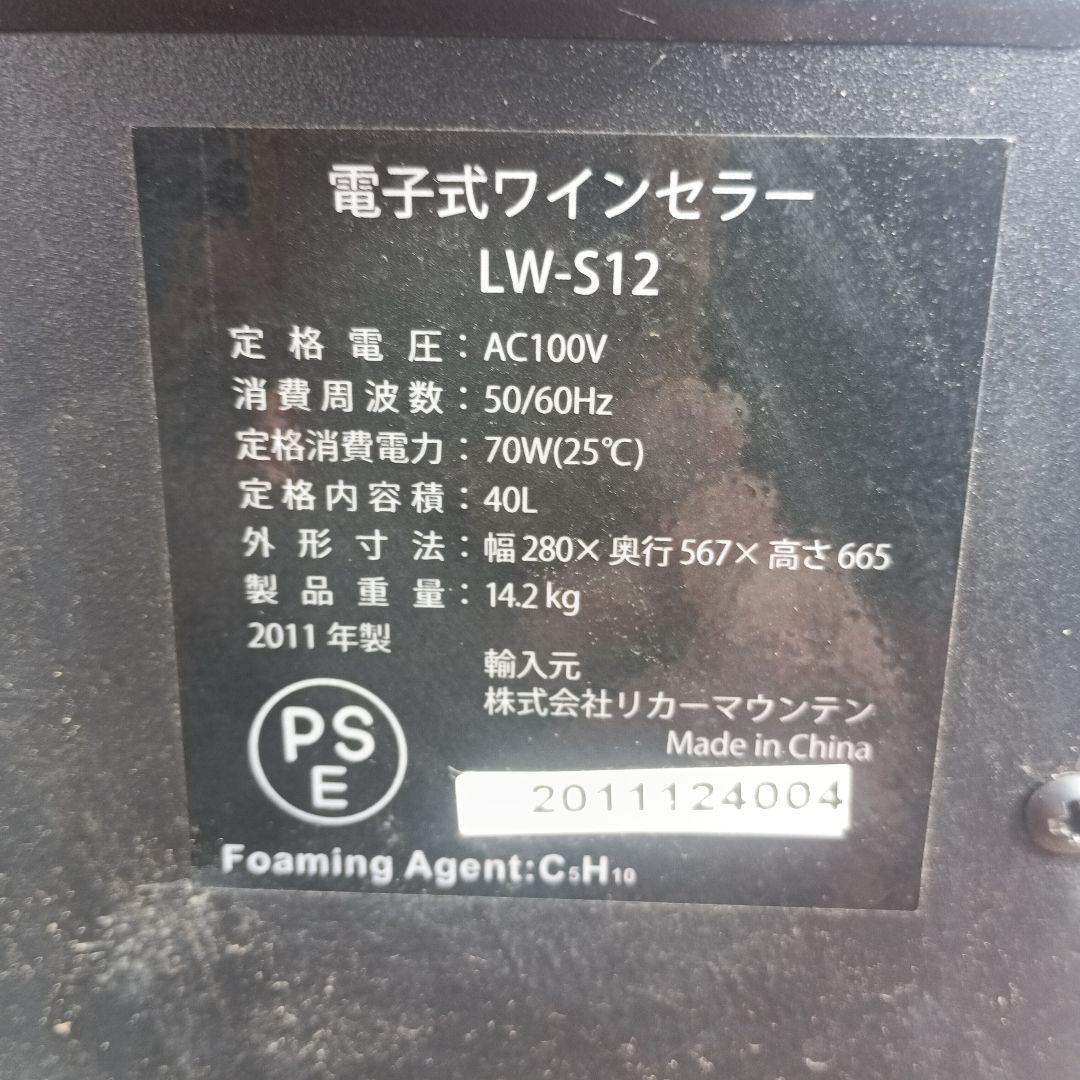 電子式ワインセラー
LW-S12
定格電圧：AC100V
消費周波数：50/60Hz
定格消費電力：70W(25℃)
定格内容積：40L
外形寸法：幅280×奥行567×高さ665
製品重量：14.2kg
2011年製
輸入元
株式会社リカーマウンテン
Made in China
PS
E
2011124004
Foaming Agent:C₅H₁₀